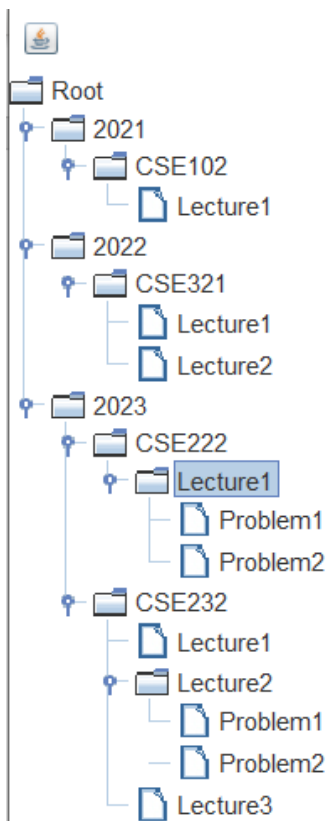 Root
2021
CSE102
Lecture1
2022
CSE321
Lecture1
Lecture2
2023
CSE222
Lecture1
Problem1
Problem2
CSE232
Lecture1
Lecture2
Problem1
Problem2
Lecture3